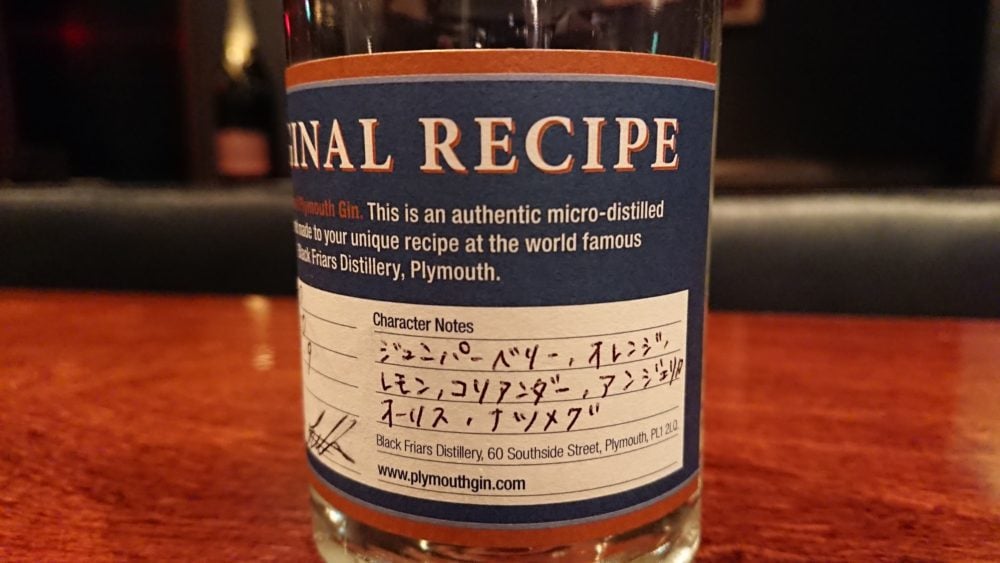 GINAL RECIPE
Plymouth Gin. This is an authentic micro-distilled
made to your unique recipe at the world famous
Black Friars Distillery, Plymouth.
Character Notes
ジュニパーベリー, オレンジ,
レモン, コリアンダー, アンジェリカ
オーリス, ナツメグ
Black Friars Distillery, 60 Southside Street, Plymouth, PL1 2LQ.
www.plymouthgin.com